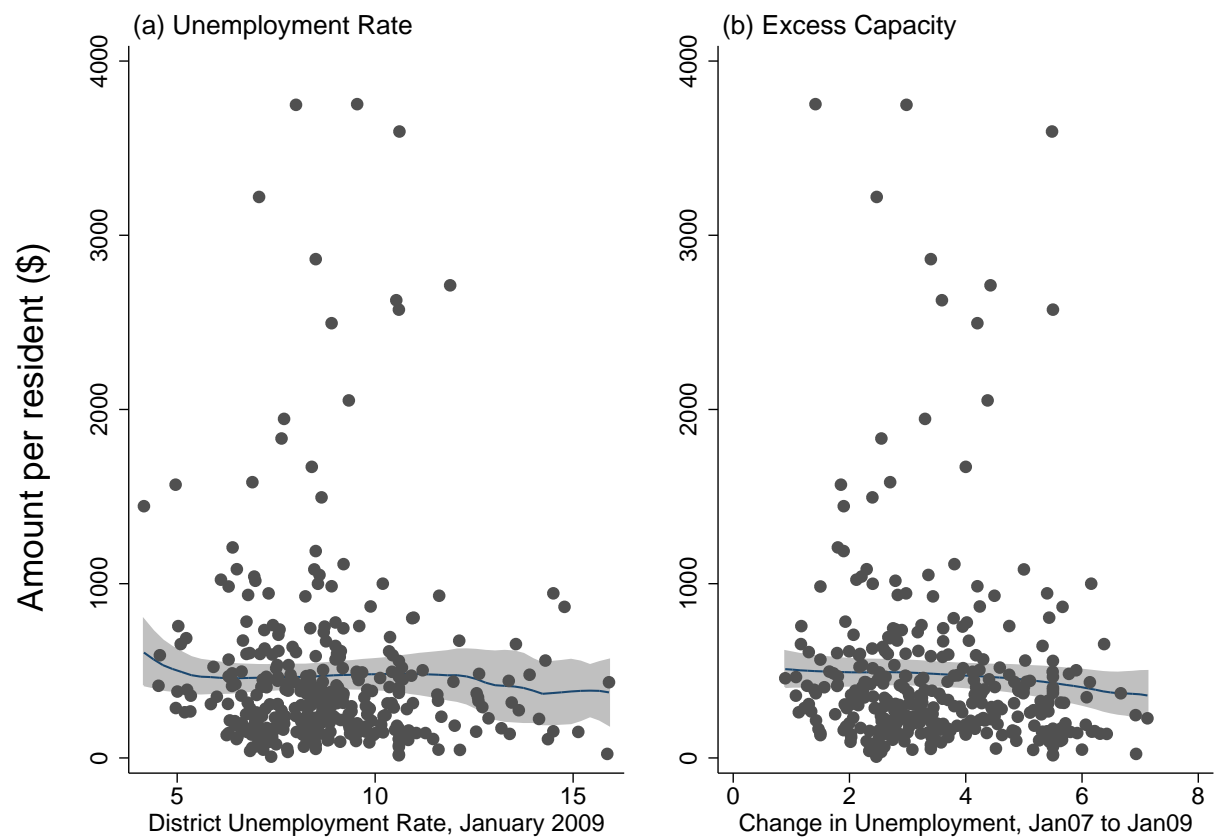 (a) Unemployment Rate
(b) Excess Capacity
Amount per resident ($)
4000
3000
2000
1000
0
4000
3000
2000
1000
0
5 10 15
0 2 4 6 8
District Unemployment Rate, January 2009
Change in Unemployment, Jan07 to Jan09